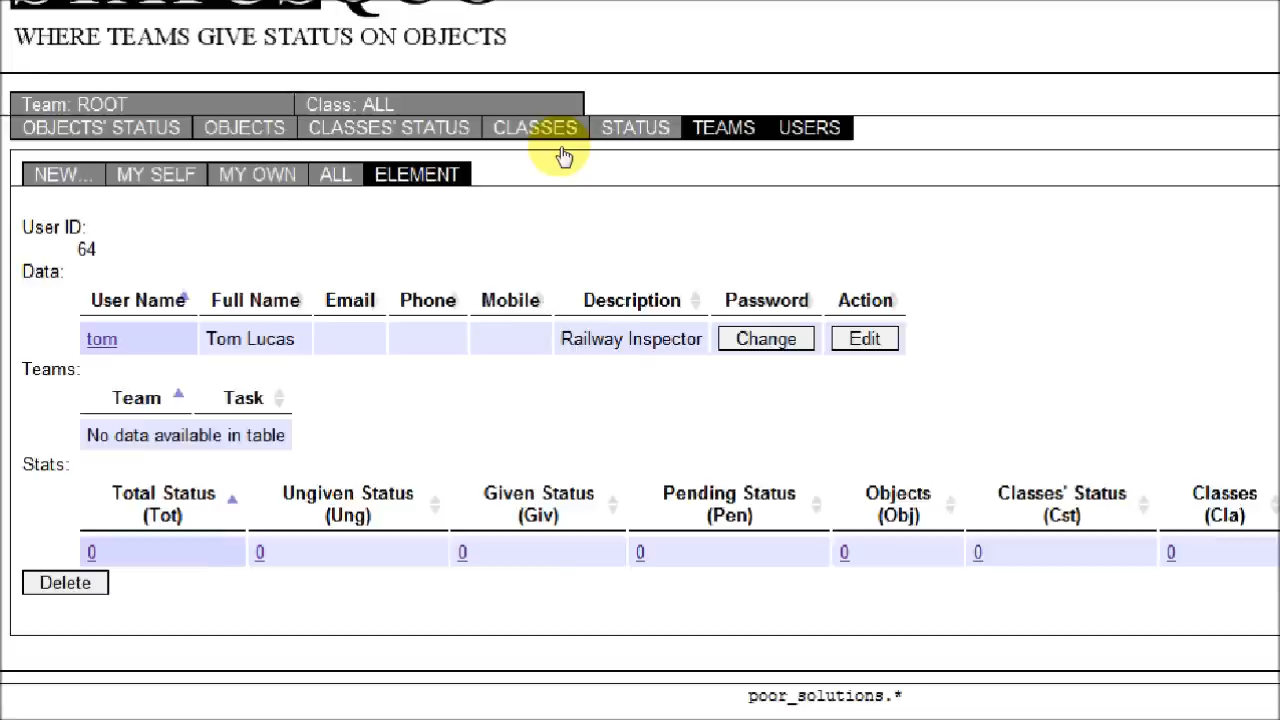 WHERE TEAMS GIVE STATUS ON OBJECTS
Team: ROOT Class: ALL
OBJECTS' STATUS OBJECTS CLASSES' STATUS CLASSES STATUS TEAMS USERS
NEW... MY SELF MY OWN ALL ELEMENT
User ID:
64
Data:
User Name Full Name Email Phone Mobile Description Password Action
tom Tom Lucas Railway Inspector Change Edit
Teams:
Team Task
No data available in table
Stats:
Total Status Ungiven Status Given Status Pending Status Objects Classes' Status Classes
(Tot) (Ung) (Giv) (Pen) (Obj) (Cst) (Cla)
0 0 0 0 0 0 0
Delete
poor_solutions.*